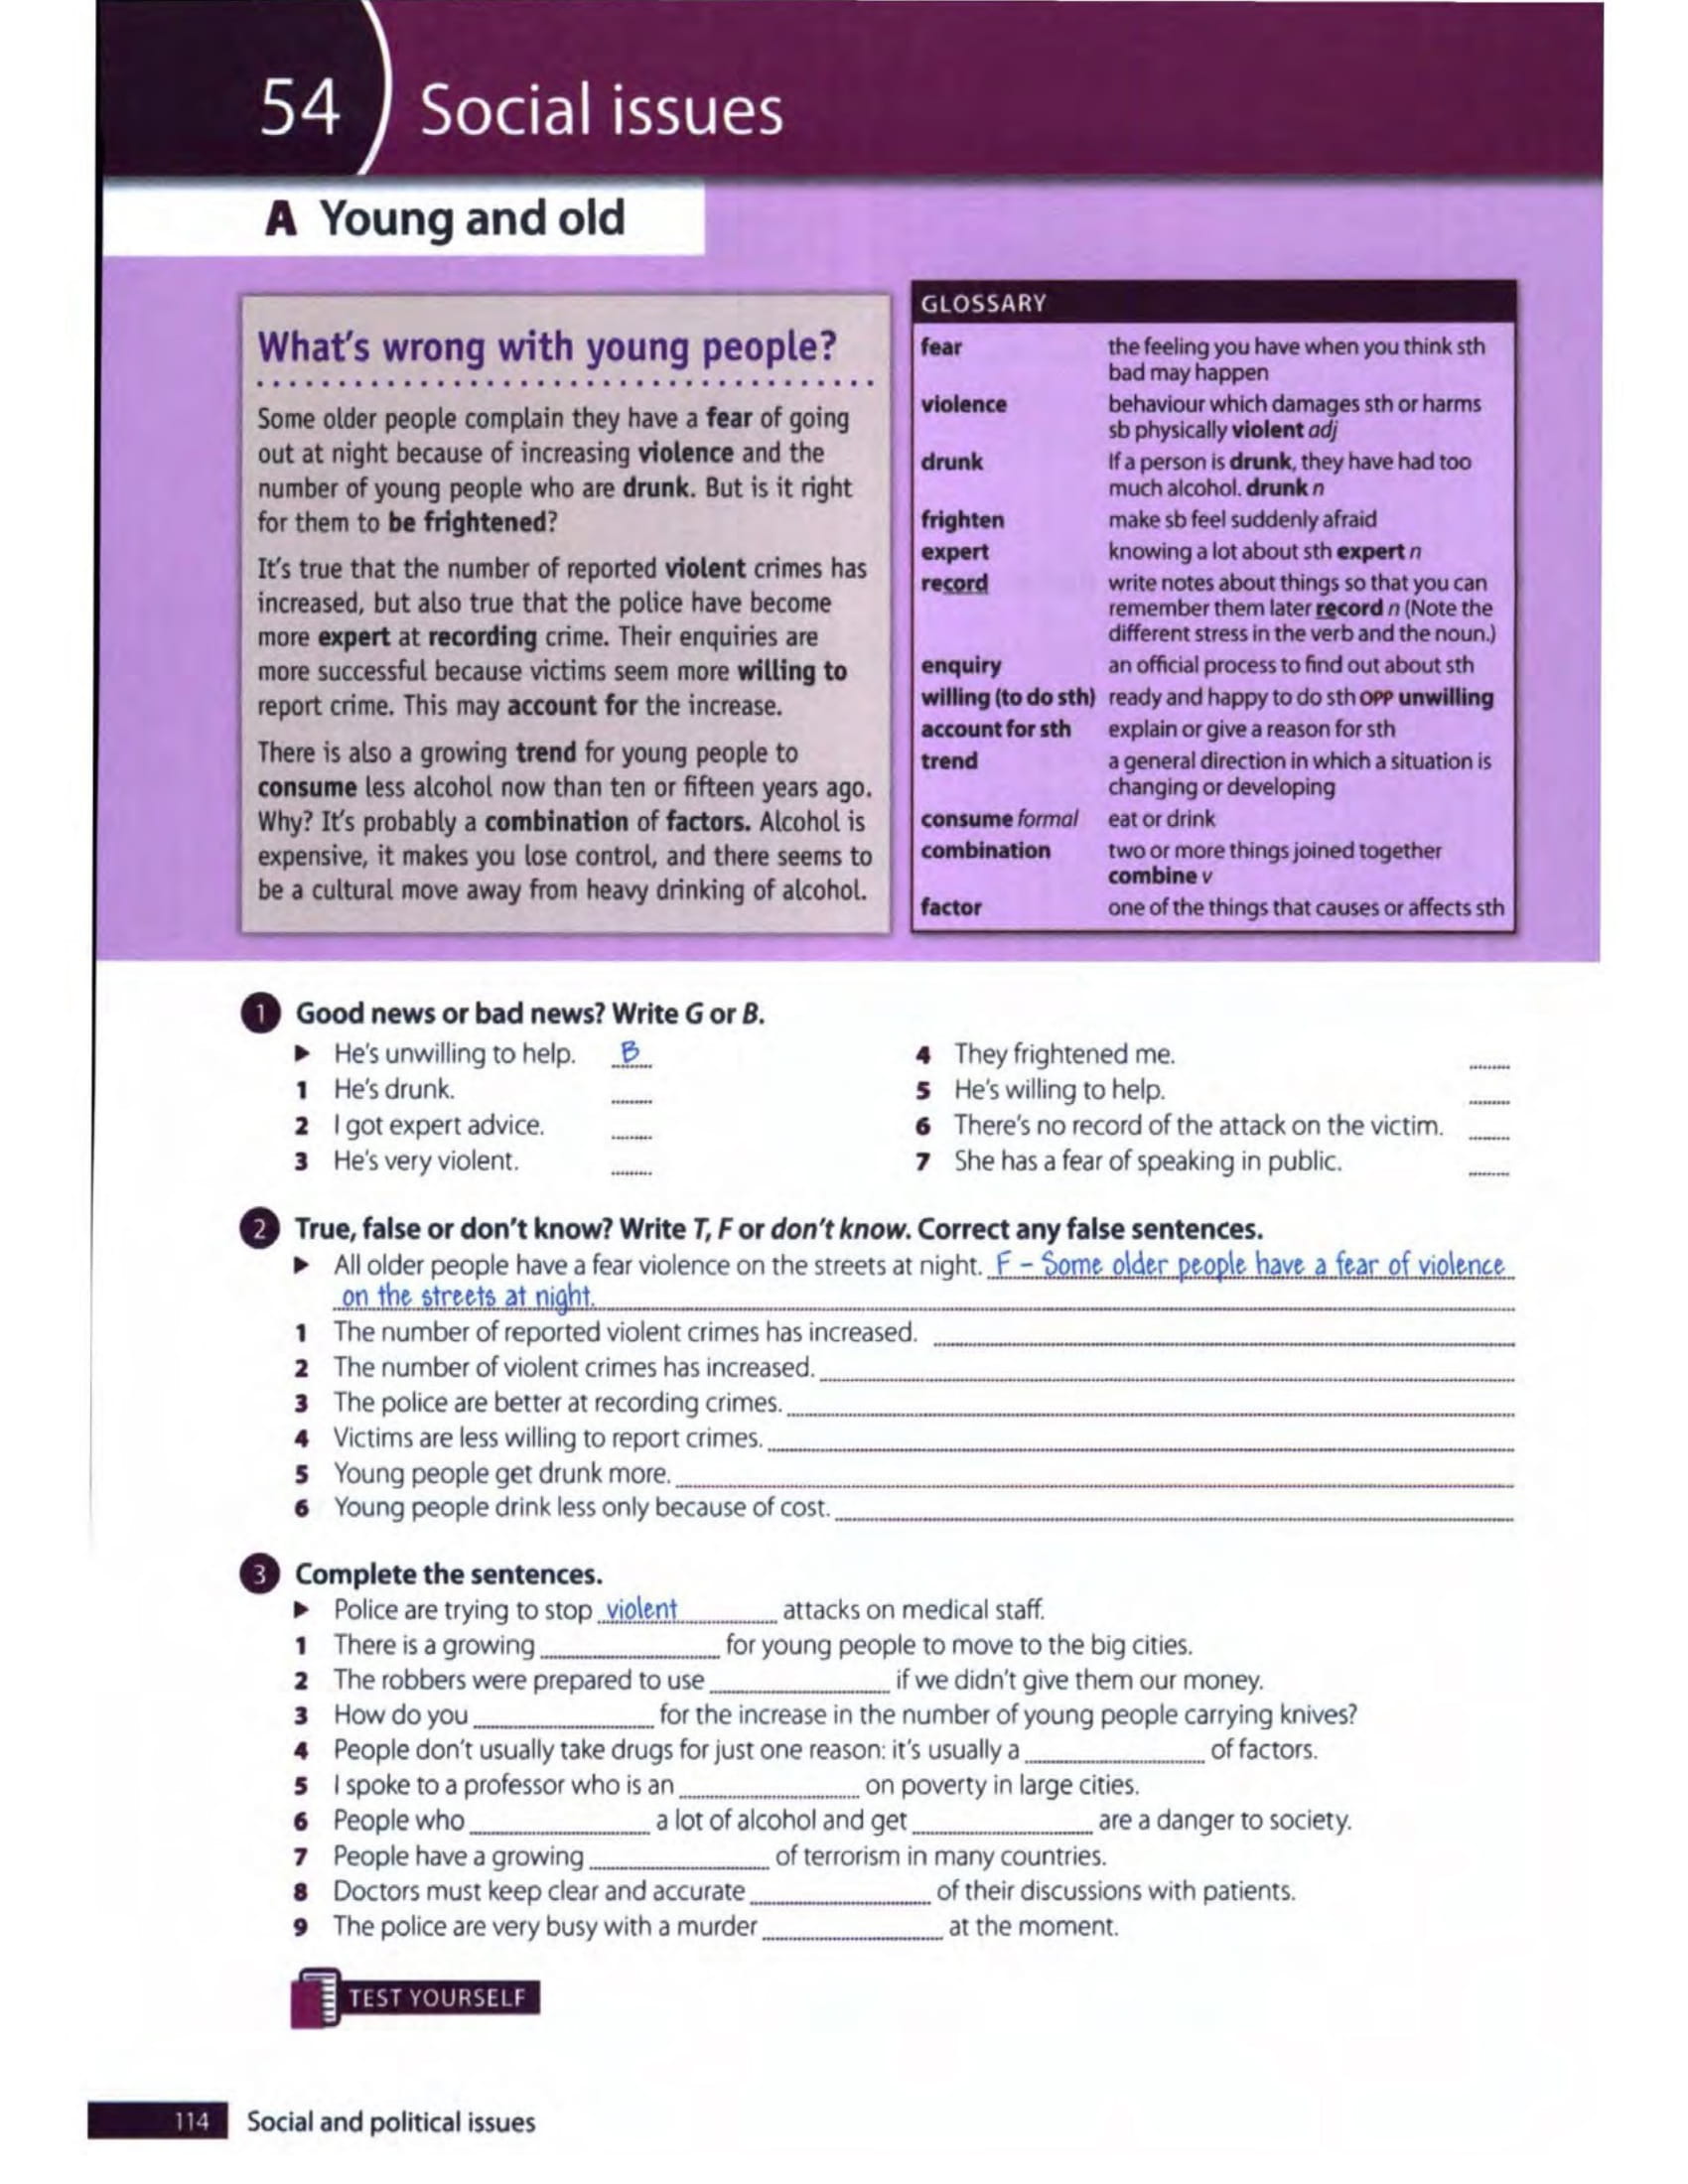 54 Social issues
A Young and old
What's wrong with young people?
Some older people complain they have a fear of going
out at night because of increasing violence and the
number of young people who are drunk. But is it right
for them to be frightened?
It's true that the number of reported violent crimes has
increased, but also true that the police have become
more expert at recording crime. Their enquiries are
more successful because victims seem more willing to
report crime. This may account for the increase.
There is also a growing trend for young people to
consume less alcohol now than ten or fifteen years ago.
Why? It's probably a combination of factors. Alcohol is
expensive, it makes you lose control, and there seems to
be a cultural move away from heavy drinking of alcohol.
GLOSSARY
fear the feeling you have when you think sth
bad may happen
violence behaviour which damages sth or harms
sb physically violent adj
drunk If a person is drunk, they have had too
much alcohol. drunk n
frighten make sb feel suddenly afraid
expert knowing a lot about sth expert n
record write notes about things so that you can
remember them later record n (Note the
different stress in the verb and the noun.)
enquiry an official process to find out about sth
willing (to do sth) ready and happy to do sth OPP unwilling
account for sth explain or give a reason for sth
trend a general direction in which a situation is
changing or developing
consume formal eat or drink
combination two or more things joined together
combine v
factor one of the things that causes or affects sth
1 Good news or bad news? Write G or B.
▶ He's unwilling to help. B
1 He's drunk.
2 I got expert advice.
3 He's very violent.
4 They frightened me.
5 He's willing to help.
6 There's no record of the attack on the victim.
7 She has a fear of speaking in public.
2 True, false or don't know? Write T, F or don't know. Correct any false sentences.
▶ All older people have a fear violence on the streets at night. F – Some older people have a fear of violence
on the streets at night.
1 The number of reported violent crimes has increased.
2 The number of violent crimes has increased.
3 The police are better at recording crimes.
4 Victims are less willing to report crimes.
5 Young people get drunk more.
6 Young people drink less only because of cost.
3 Complete the sentences.
▶ Police are trying to stop violent attacks on medical staff.
1 There is a growing ........ for young people to move to the big cities.
2 The robbers were prepared to use ........ if we didn't give them our money.
3 How do you ........ for the increase in the number of young people carrying knives?
4 People don't usually take drugs for just one reason: it's usually a ........ of factors.
5 I spoke to a professor who is an ........ on poverty in large cities.
6 People who ........ a lot of alcohol and get ........ are a danger to society.
7 People have a growing ........ of terrorism in many countries.
8 Doctors must keep clear and accurate ........ of their discussions with patients.
9 The police are very busy with a murder ........ at the moment.
TEST YOURSELF
114 Social and political issues